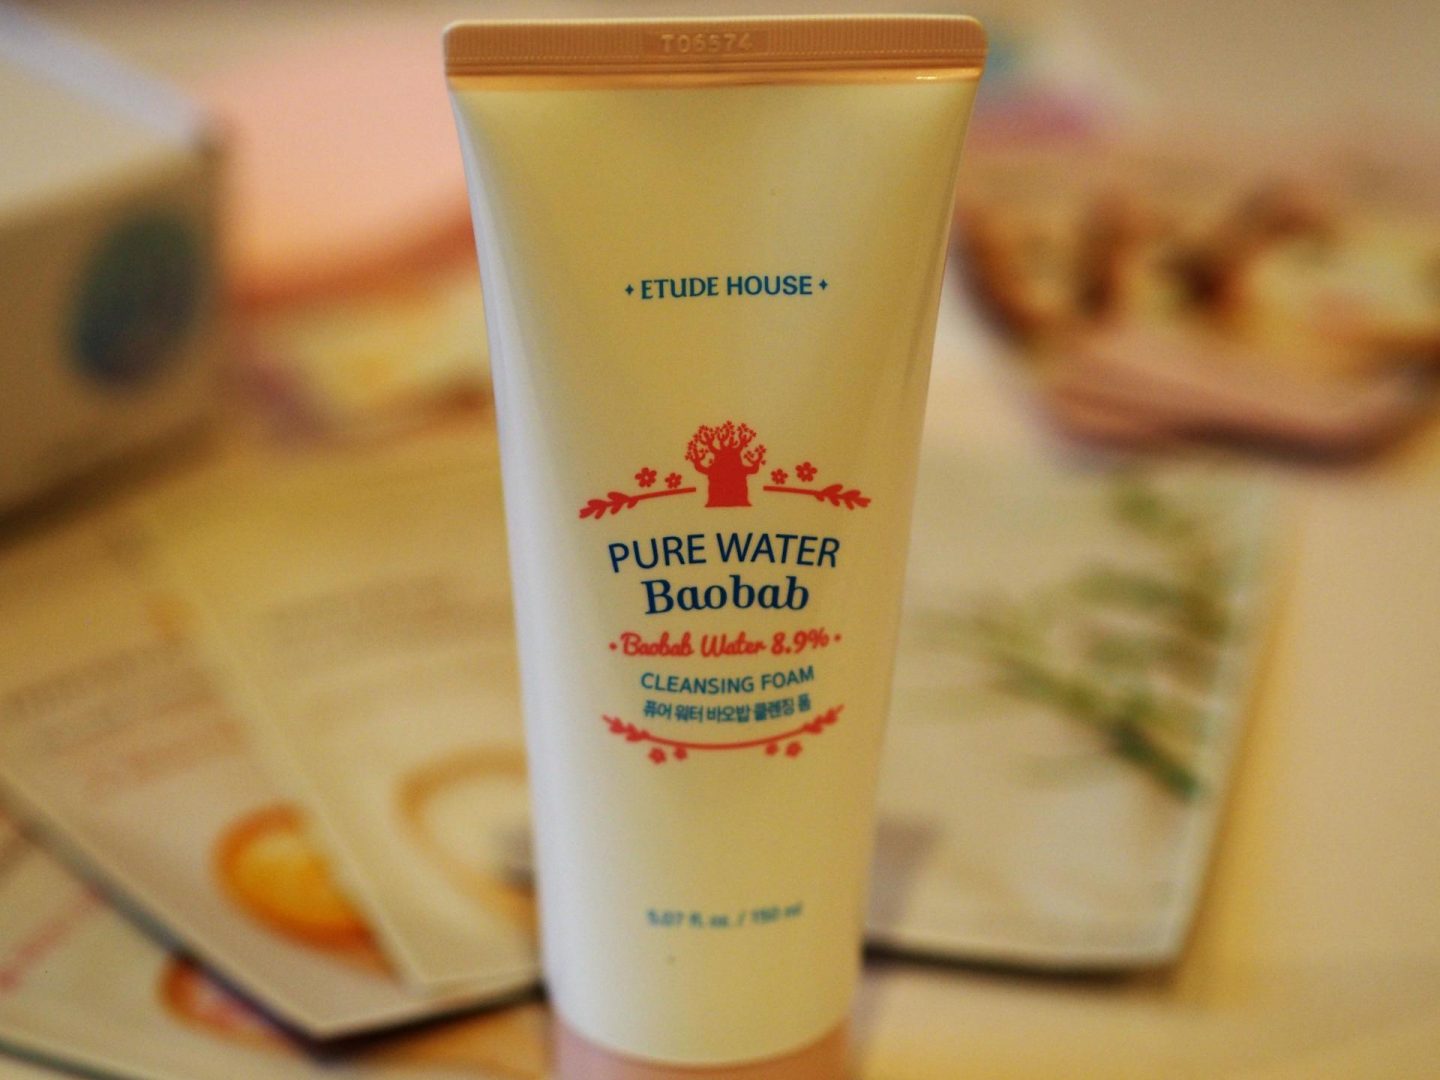 T06574
ETUDE HOUSE
PURE WATER
Baobab
Baobab Water 8.9%
CLEANSING FOAM
퓨어 워터 바오밥 클렌징 폼
5.07 fl. oz. / 150 ml